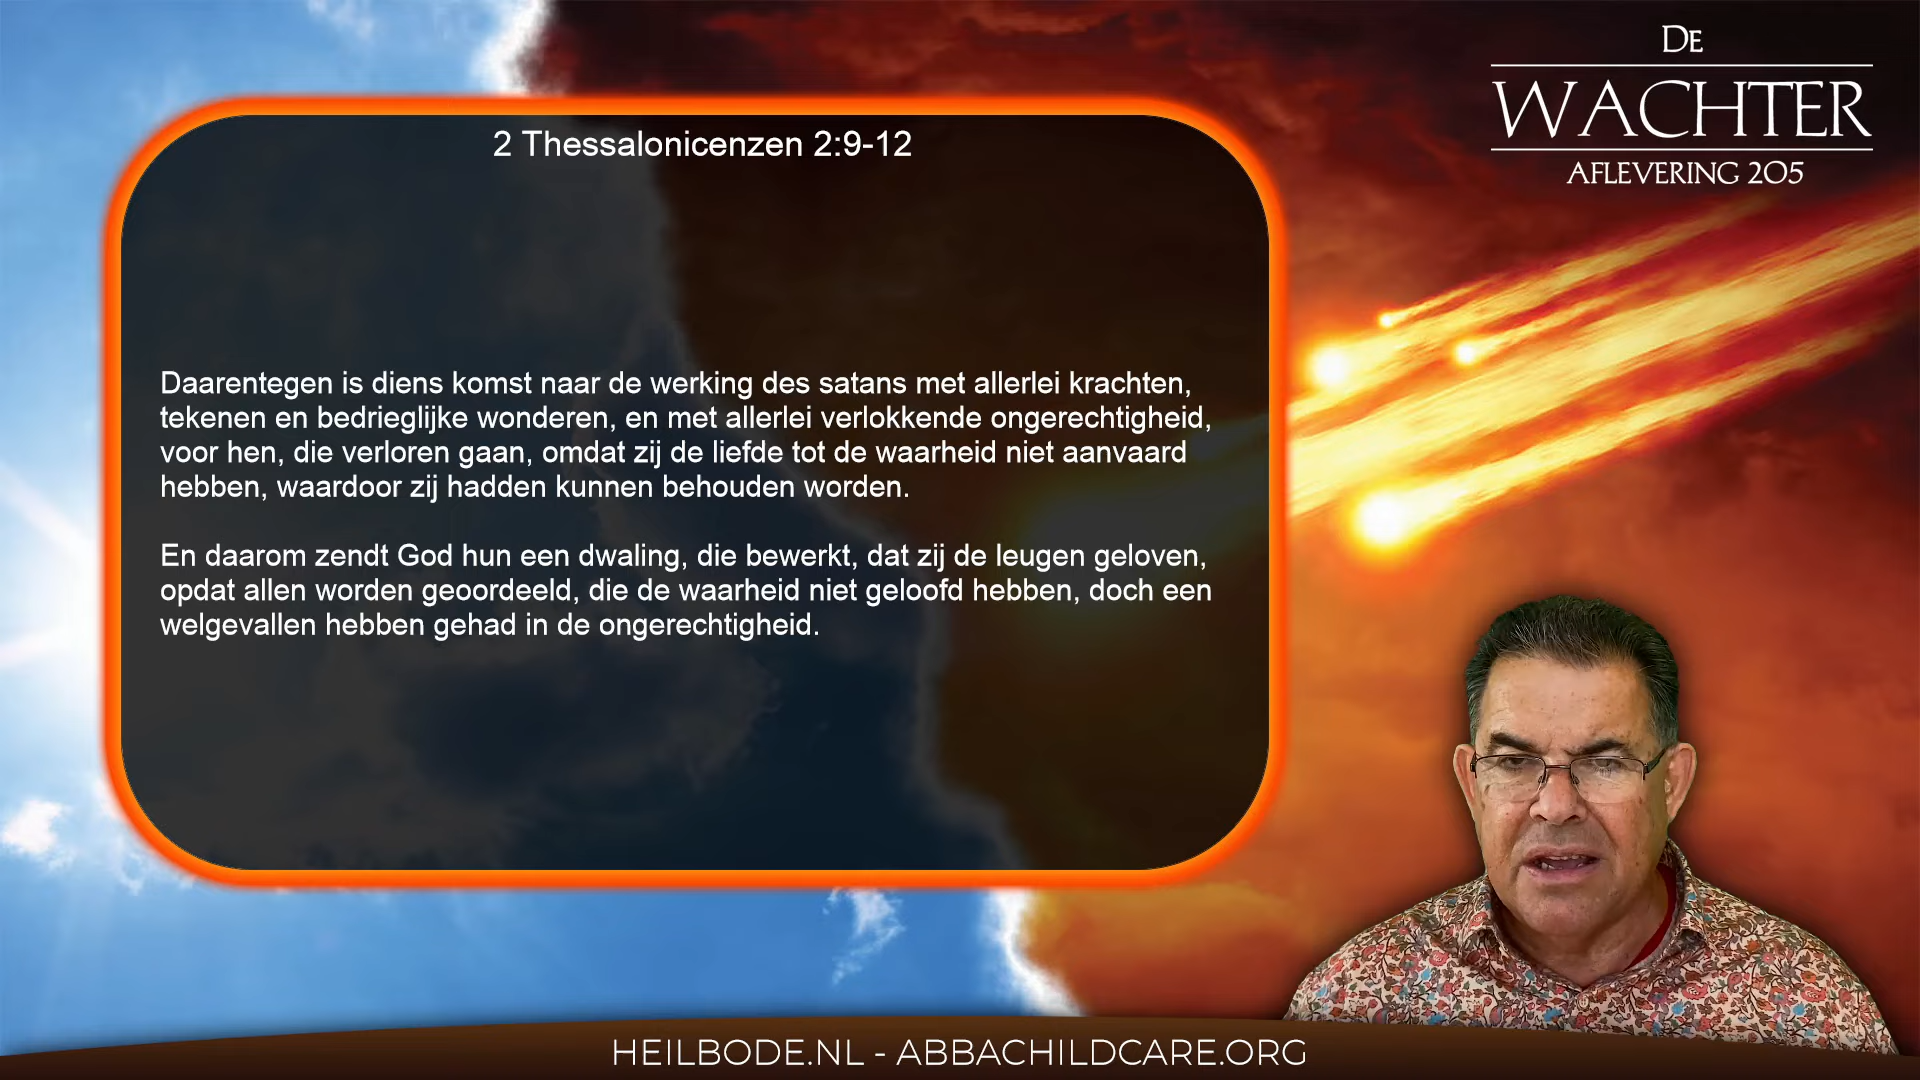 DE
WACHTER
AFLEVERING 205
2 Thessalonicenzen 2:9-12
Daarentegen is diens komst naar de werking des satans met allerlei krachten,
tekenen en bedrieglijke wonderen, en met allerlei verlokkende ongerechtigheid,
voor hen, die verloren gaan, omdat zij de liefde tot de waarheid niet aanvaard
hebben, waardoor zij hadden kunnen behouden worden.
En daarom zendt God hun een dwaling, die bewerkt, dat zij de leugen geloven,
opdat allen worden geoordeeld, die de waarheid niet geloofd hebben, doch een
welgevallen hebben gehad in de ongerechtigheid.
HEILBODE.NL - ABBACHILDCARE.ORG